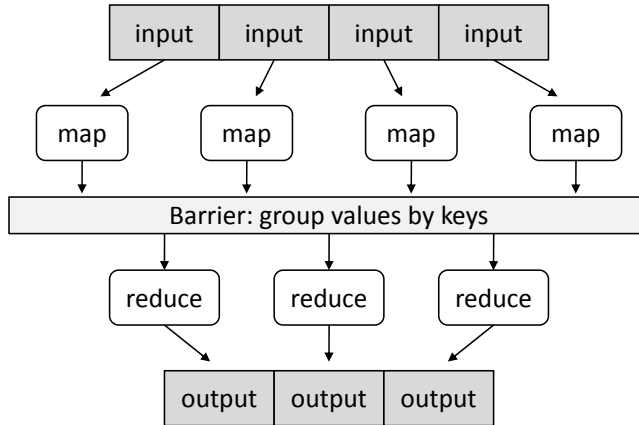 input input input input
map map map map
Barrier: group values by keys
reduce reduce reduce
output output output